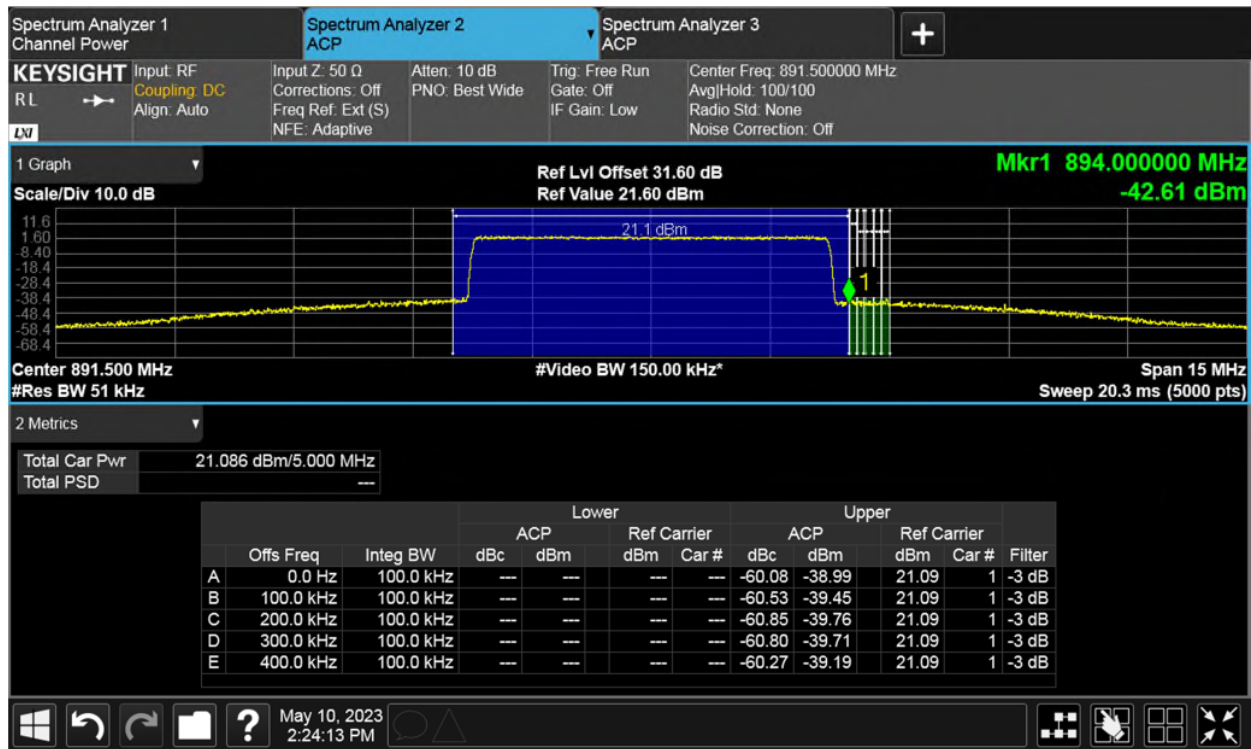 Spectrum Analyzer 1
Channel Power
Spectrum Analyzer 2
ACP
Spectrum Analyzer 3
ACP
KEYSIGHT
RL
LXI
Input: RF
Coupling: DC
Align: Auto
Input Z: 50 Ω
Corrections: Off
Freq Ref: Ext (S)
NFE: Adaptive
Atten: 10 dB
PNO: Best Wide
Trig: Free Run
Gate: Off
IF Gain: Low
Center Freq: 891.500000 MHz
Avg|Hold: 100/100
Radio Std: None
Noise Correction: Off
1 Graph
Scale/Div 10.0 dB
Ref Lvl Offset 31.60 dB
Ref Value 21.60 dBm
Mkr1 894.000000 MHz
-42.61 dBm
11.6
1.60
-8.40
-18.4
-28.4
-38.4
-48.4
-58.4
-68.4
21.1 dBm
1
Center 891.500 MHz
#Res BW 51 kHz
#Video BW 150.00 kHz*
Span 15 MHz
Sweep 20.3 ms (5000 pts)
2 Metrics
Total Car Pwr 21.086 dBm/5.000 MHz
Total PSD ---
Lower Upper
ACP Ref Carrier ACP Ref Carrier
Offs Freq Integ BW dBc dBm dBm Car # dBc dBm dBm Car # Filter
A 0.0 Hz 100.0 kHz --- --- --- --- -60.08 -38.99 21.09 1 -3 dB
B 100.0 kHz 100.0 kHz --- --- --- --- -60.53 -39.45 21.09 1 -3 dB
C 200.0 kHz 100.0 kHz --- --- --- --- -60.85 -39.76 21.09 1 -3 dB
D 300.0 kHz 100.0 kHz --- --- --- --- -60.80 -39.71 21.09 1 -3 dB
E 400.0 kHz 100.0 kHz --- --- --- --- -60.27 -39.19 21.09 1 -3 dB
?
May 10, 2023
2:24:13 PM